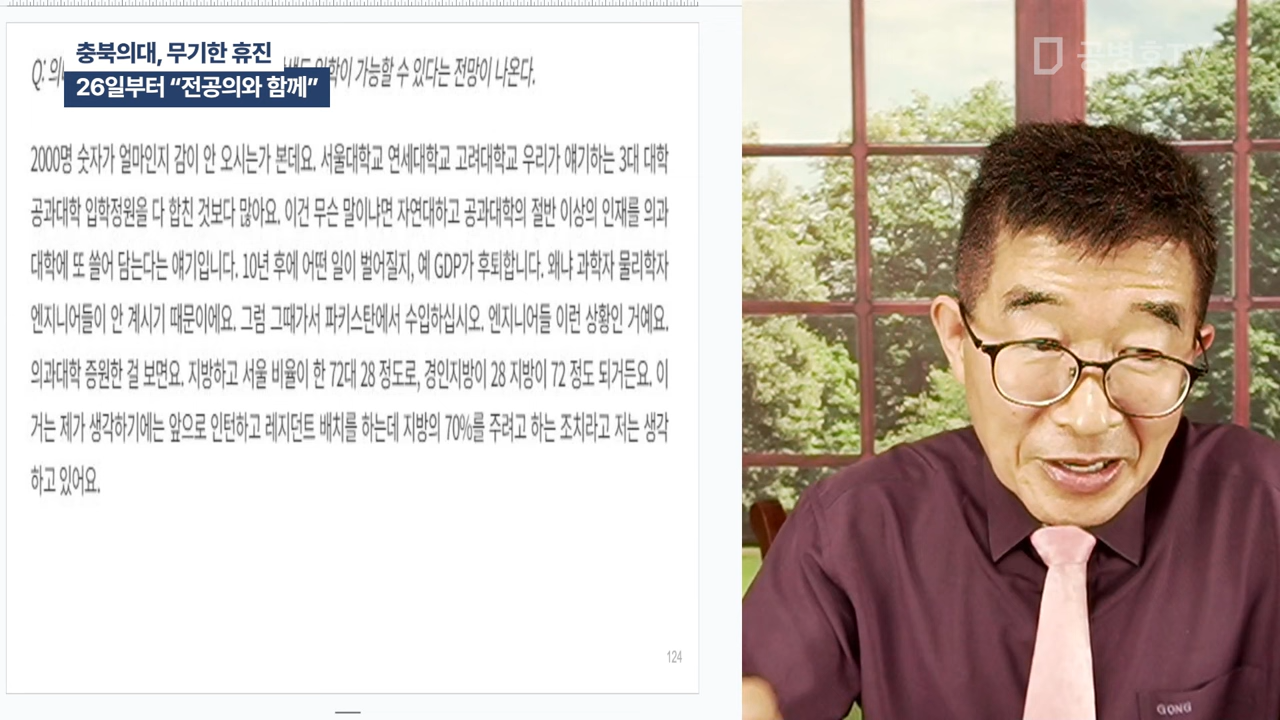 충북의대, 무기한 휴진
26일부터 “전공의와 함께”
Q: 의 입학이 가능할 수 있다는 전망이 나온다.
2000명 숫자가 얼마인지 감이 안 오시는가 본데요. 서울대학교 연세대학교 고려대학교 우리가 얘기하는 3대 대학
공과대학 입학정원을 다 합친 것보다 많아요. 이건 무슨 말이냐면 자연대하고 공과대학의 절반 이상의 인재를 의과
대학에 또 쓸어 담는다는 얘기입니다. 10년 후에 어떤 일이 벌어질지, 예 GDP가 후퇴합니다. 왜냐 과학자 물리학자
엔지니어들이 안 계시기 때문이에요. 그럼 그때가서 파키스탄에서 수입하십시오. 엔지니어들 이런 상황인 거예요.
의과대학 증원한 걸 보면요. 지방하고 서울 비율이 한 72대 28 정도로, 경인지방이 28 지방이 72 정도 되거든요. 이
거는 제가 생각하기에는 앞으로 인턴하고 레지던트 배치를 하는데 지방의 70%를 주려고 하는 조치라고 저는 생각
하고 있어요.
124
공병호TV
GONG